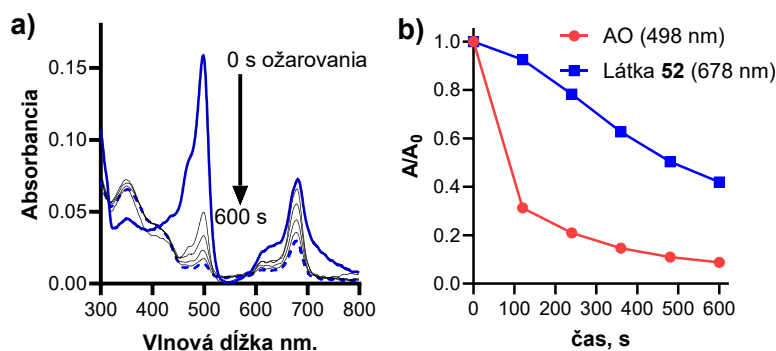 a)
Absorbancia
0.15
0.10
0.05
0.00
0 s ožarovania
600 s
300 400 500 600 700 800
Vlnová dĺžka nm.
b)
AO (498 nm)
Látka 52 (678 nm)
A/A0
1.0
0.8
0.6
0.4
0.2
0.0
0 100 200 300 400 500 600
čas, s